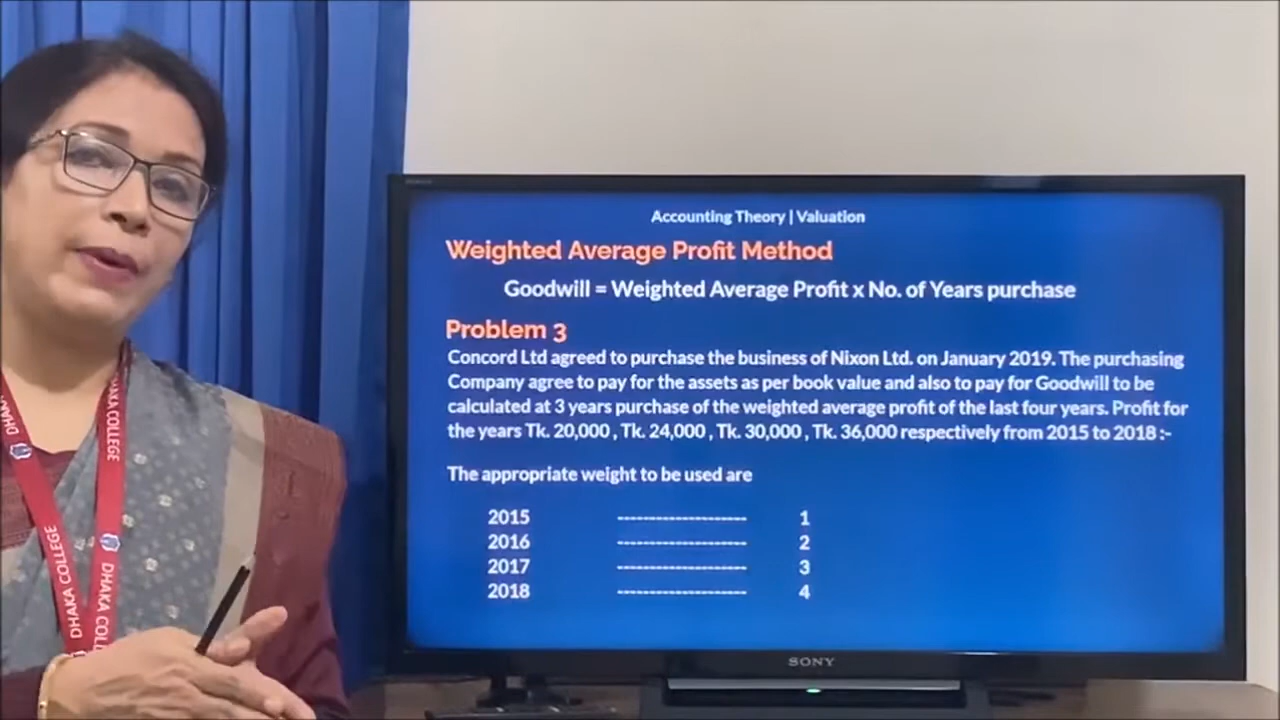 Accounting Theory | Valuation
Weighted Average Profit Method
Goodwill = Weighted Average Profit x No. of Years purchase
Problem 3
Concord Ltd agreed to purchase the business of Nixon Ltd. on January 2019. The purchasing
Company agree to pay for the assets as per book value and also to pay for Goodwill to be
calculated at 3 years purchase of the weighted average profit of the last four years. Profit for
the years Tk. 20,000 , Tk. 24,000 , Tk. 30,000 , Tk. 36,000 respectively from 2015 to 2018 :-
The appropriate weight to be used are
2015 ------------------ 1
2016 ------------------ 2
2017 ------------------ 3
2018 ------------------ 4
SONY
DHAKA COLLEGE
DHAKA COLLEGE
DHAKA
DHAKA COL